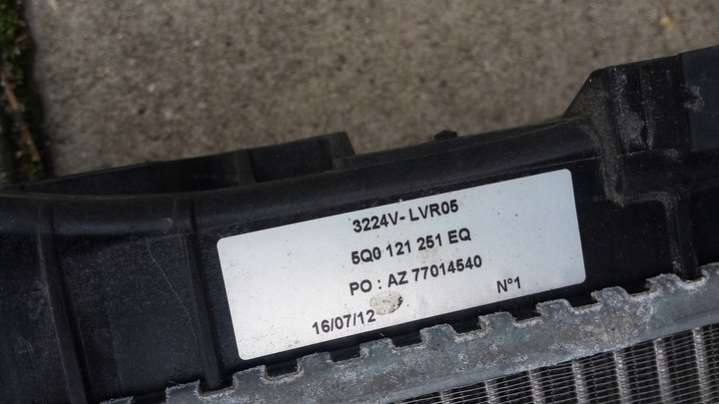 3224V-LVR05
5Q0 121 251 EQ
PO : AZ 77014540
16/07/12 N°1